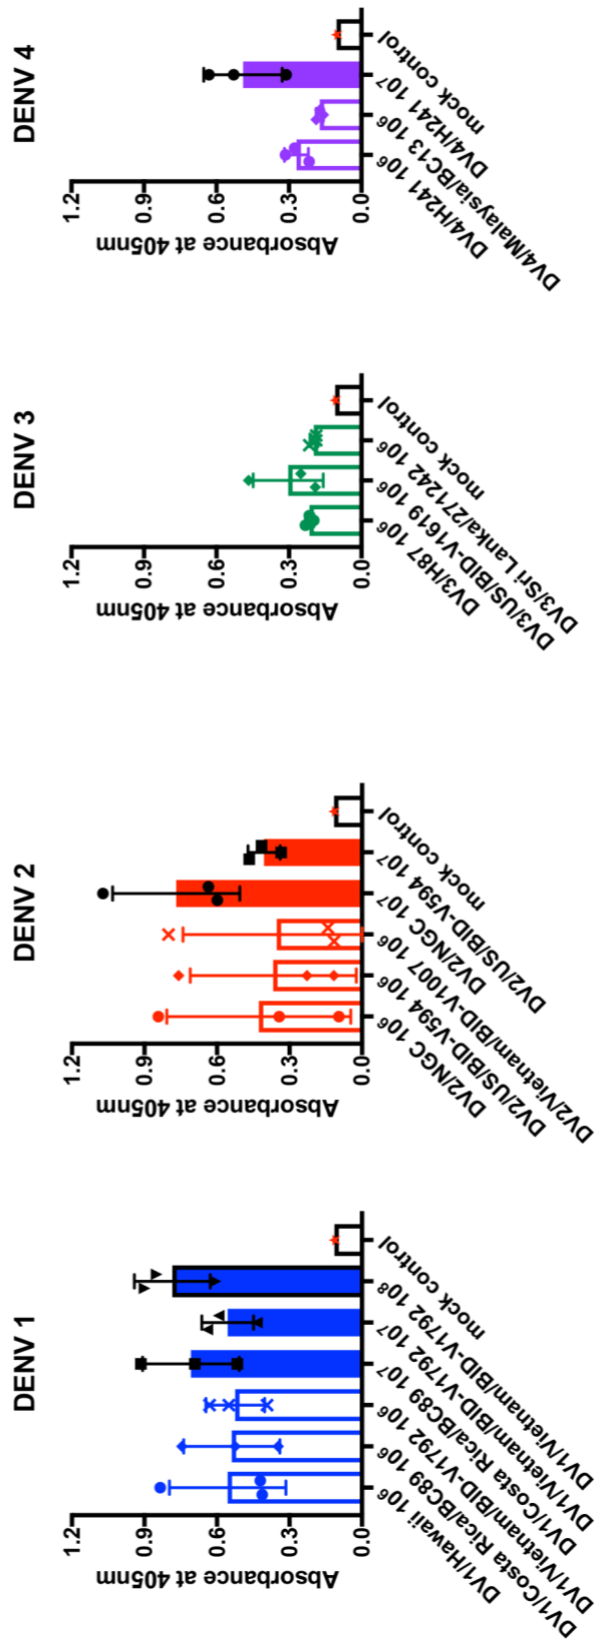 DENV 1
Absorbance at 405nm
1.2
0.9
0.6
0.3
0.0
DV1/Hawaii 10⁶
DV1/Costa Rica/BC89 10⁶
DV1/Vietnam/BID-V1792 10⁶
DV1/Costa Rica/BC89 10⁷
DV1/Vietnam/BID-V1792 10⁷
DV1/Vietnam/BID-V1792 10⁸
mock control
DENV 2
Absorbance at 405nm
1.2
0.9
0.6
0.3
0.0
DV2/NGC 10⁶
DV2/US/BID-V594 10⁶
DV2/Vietnam/BID-V1007 10⁶
DV2/NGC 10⁷
DV2/US/BID-V594 10⁷
mock control
DENV 3
Absorbance at 405nm
1.2
0.9
0.6
0.3
0.0
DV3/H87 10⁶
DV3/US/BID-V1619 10⁶
DV3/Sri Lanka/271242 10⁶
mock control
DENV 4
Absorbance at 405nm
1.2
0.9
0.6
0.3
0.0
DV4/H241 10⁶
DV4/Malaysia/BC13 10⁶
DV4/H241 10⁷
mock control